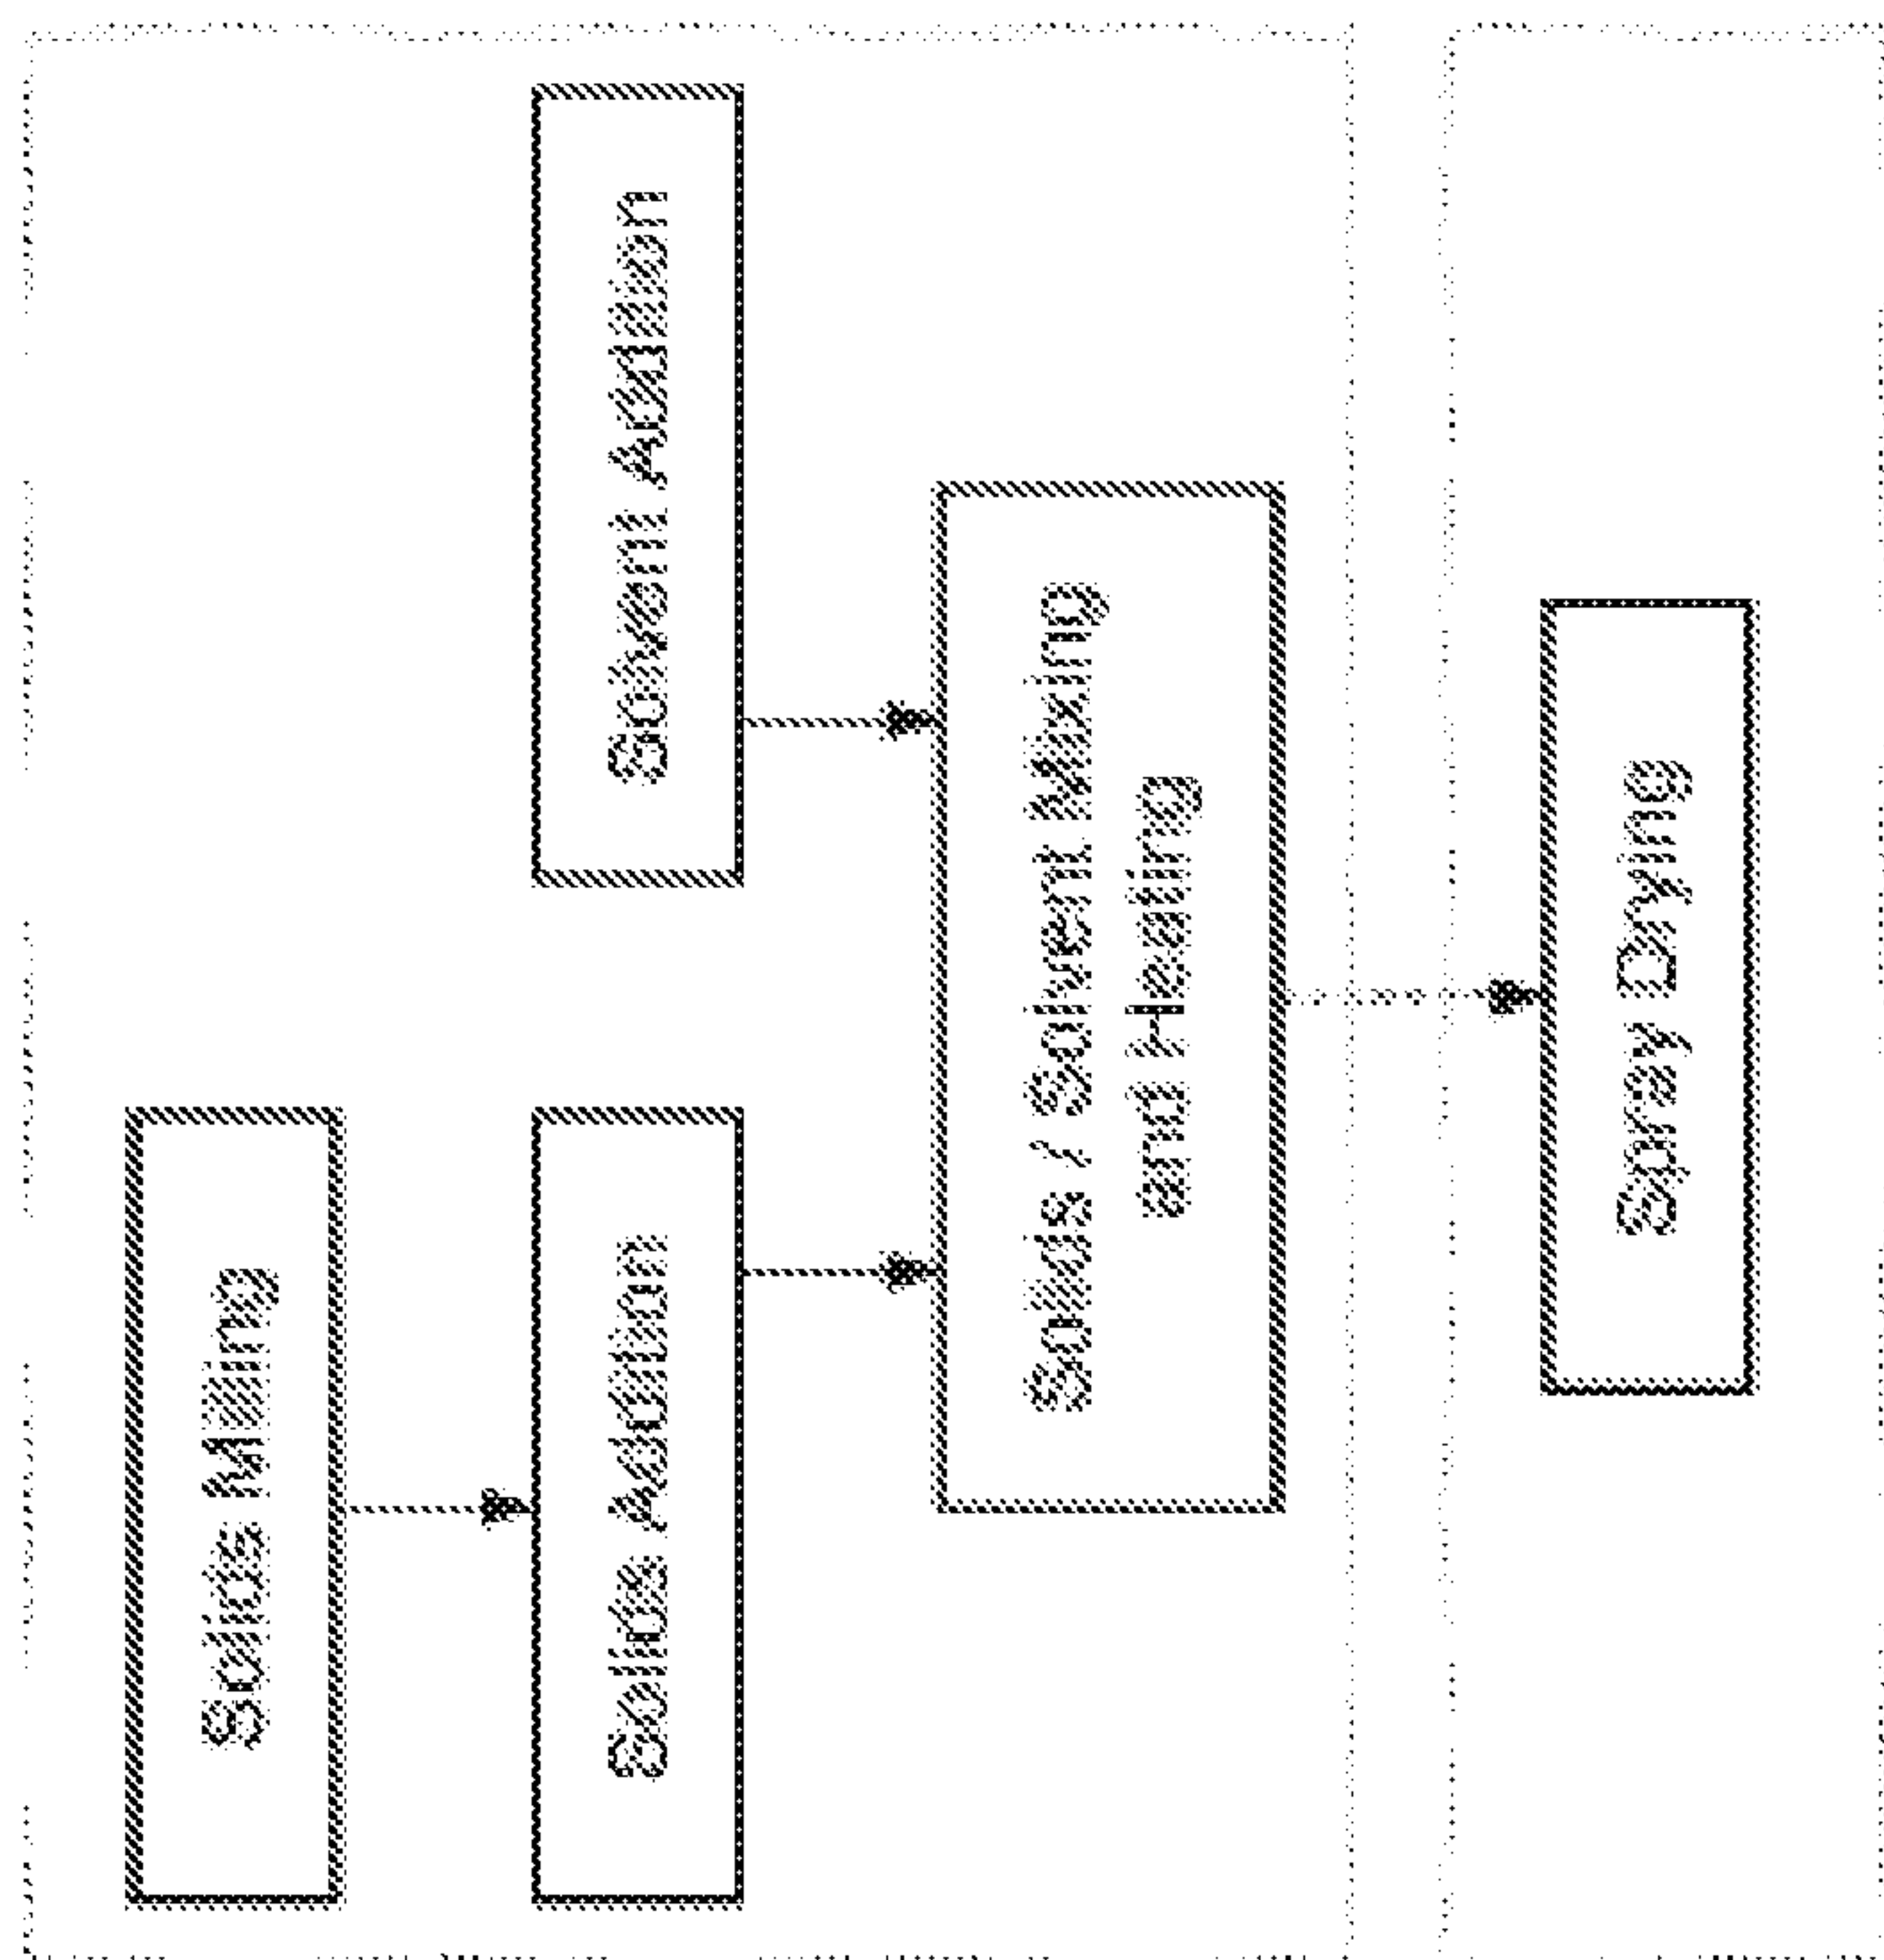 Solids Milling
Solids Addition
Solvent Addition
Solids / Solvent Mixing
and Heating
Spray Drying